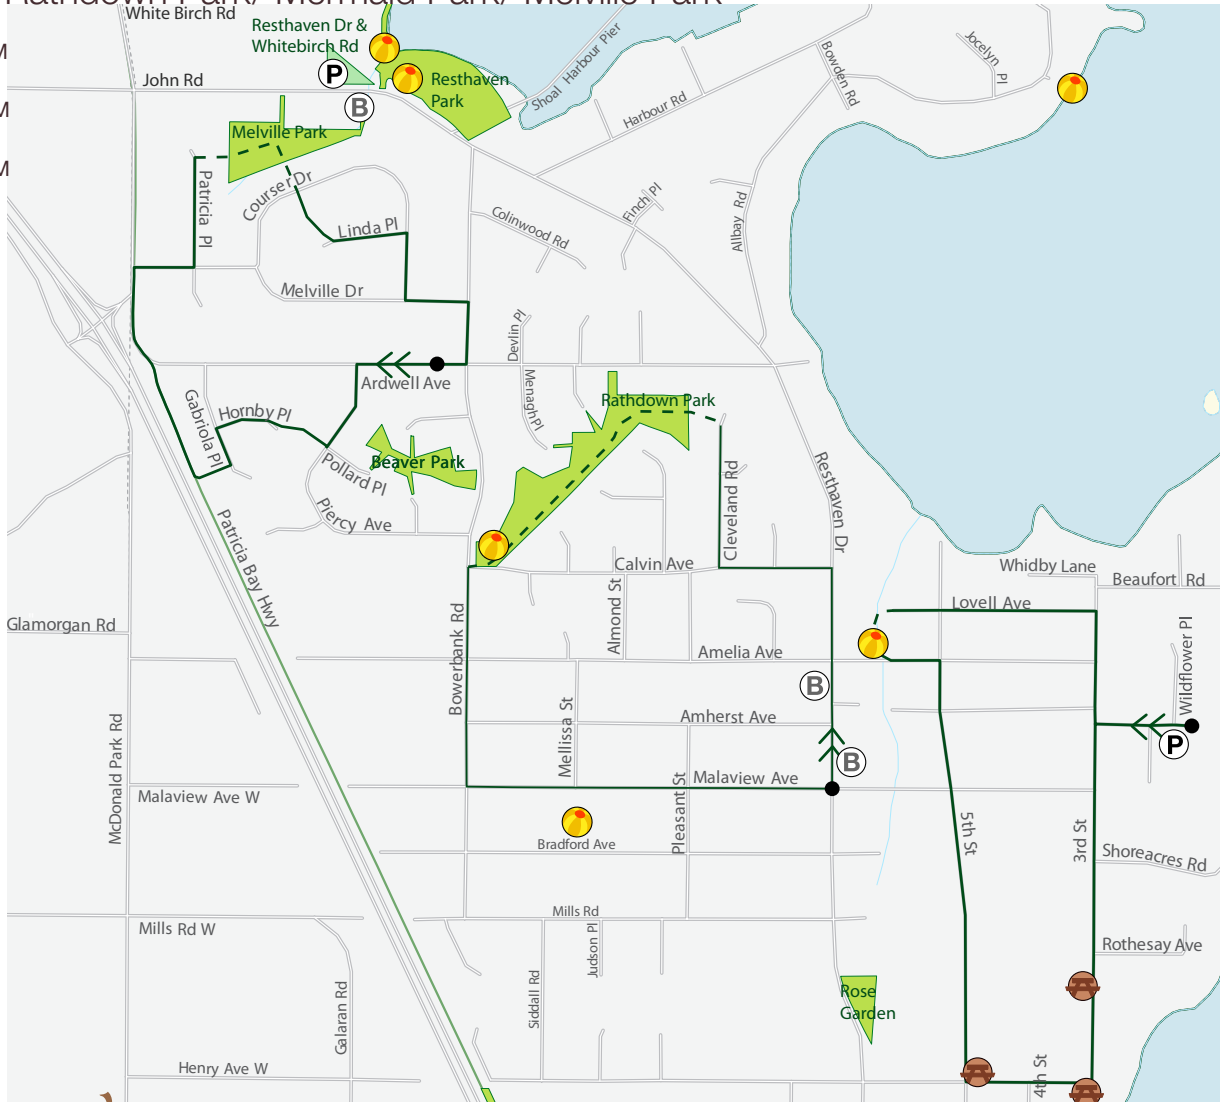 Rathdown Park/ Mermaid Park/ Melville Park
White Birch Rd
Resthaven Dr &
Whitebirch Rd
M
P
John Rd
Resthaven
Park
Shoal Harbour Pier
Bowden Rd
Jocelyn Pl
B
Harbour Rd
M
Melville Park
M
Courser Dr
Patricia Pl
Linda Pl
Colinwood Rd
Finch Pl
Allbay Rd
Melville Dr
Devlin Pl
Ardwell Ave
Menagh Pl
Rathdown Park
Gabriola Pl
Hornby Pl
Beaver Park
Pollard Pl
Piercy Ave
Cleveland Rd
Resthaven Dr
Patricia Bay Hwy
Calvin Ave
Whidby Lane
Beaufort Rd
Lovell Ave
Almond St
Glamorgan Rd
Bowerbank Rd
Amelia Ave
Wildflower Pl
B
Mellissa St
Amherst Ave
P
B
McDonald Park Rd
Malaview Ave
Malaview Ave W
Pleasant St
Bradford Ave
5th St
3rd St
Shoreacres Rd
Mills Rd
Mills Rd W
Judson Pl
Rothesay Ave
Siddall Rd
Galaran Rd
Rose
Garden
Henry Ave W
4th St